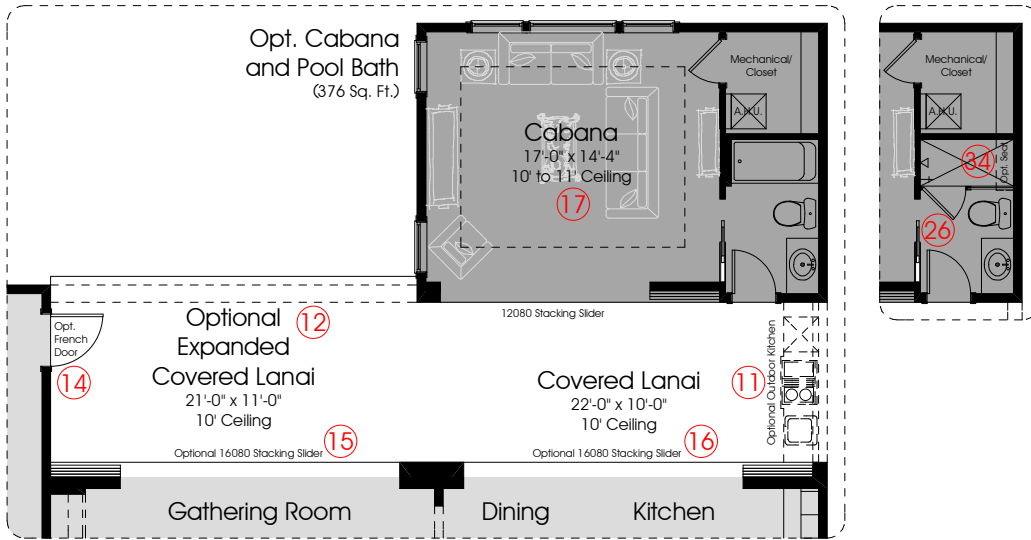 Opt. Cabana
and Pool Bath
(376 Sq. Ft.)
Mechanical/
Closet
A.H.U.
Cabana
17'-0" x 14'-4"
10' to 11' Ceiling
17
12080 Stacking Slider
Opt.
French
Door
14
Optional
12
Expanded
Covered Lanai
21'-0" x 11'-0"
10' Ceiling
15
Optional 16080 Stacking Slider
Covered Lanai
22'-0" x 10'-0"
10' Ceiling
16
Optional 16080 Stacking Slider
11
Optional Outdoor Kitchen
Gathering Room
Dining
Kitchen
Mechanical/
Closet
A.H.U.
34
Opt. Seat
26